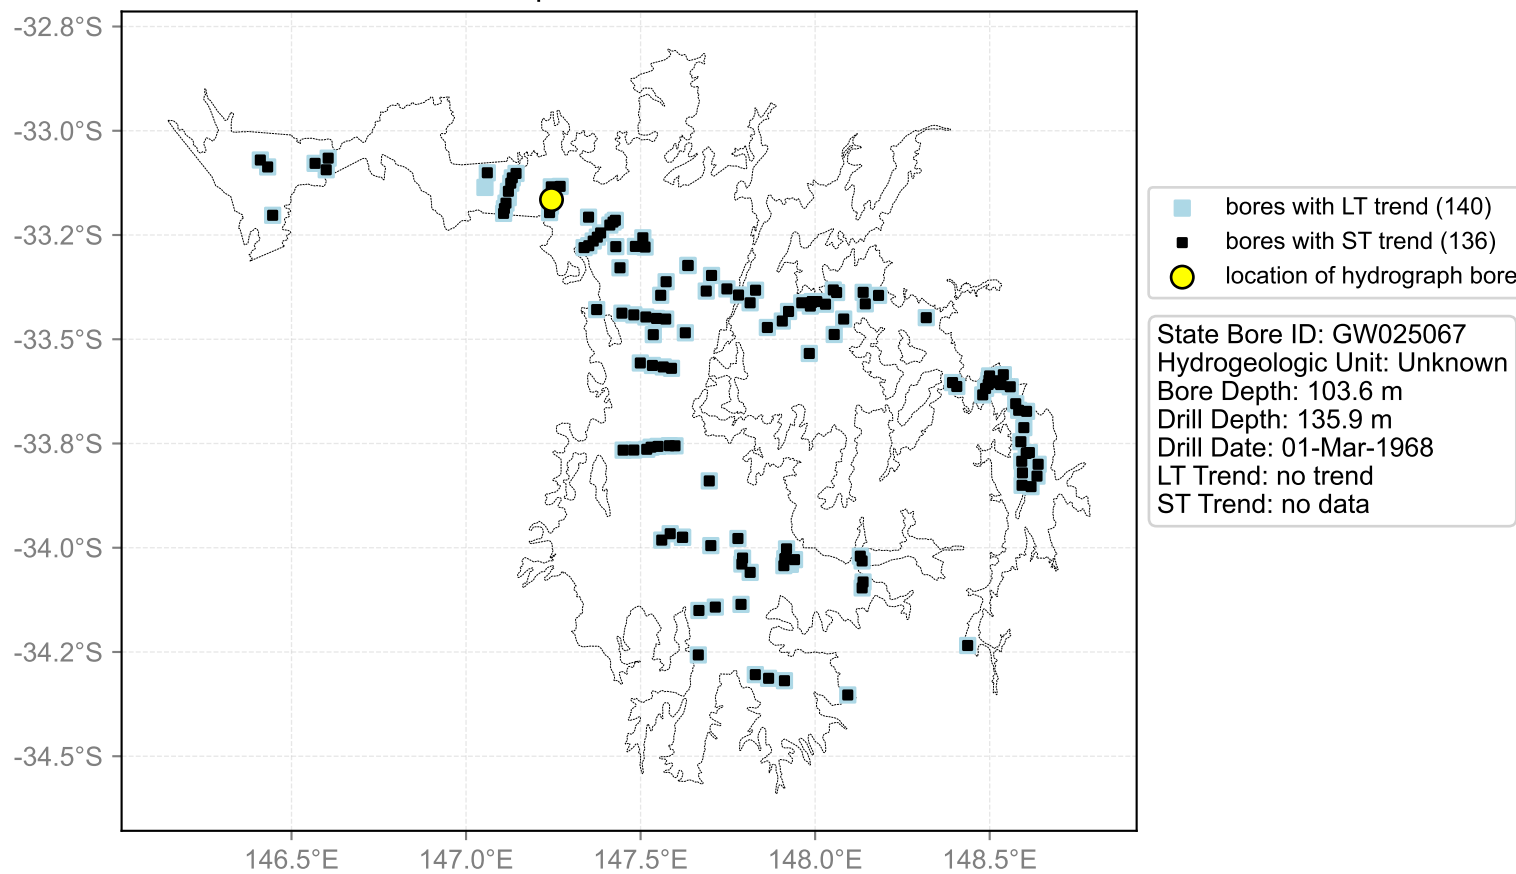 -32.8°S
-33.0°S
-33.2°S
-33.5°S
-33.8°S
-34.0°S
-34.2°S
-34.5°S
146.5°E
147.0°E
147.5°E
148.0°E
148.5°E
bores with LT trend (140)
bores with ST trend (136)
location of hydrograph bore
State Bore ID: GW025067
Hydrogeologic Unit: Unknown
Bore Depth: 103.6 m
Drill Depth: 135.9 m
Drill Date: 01-Mar-1968
LT Trend: no trend
ST Trend: no data